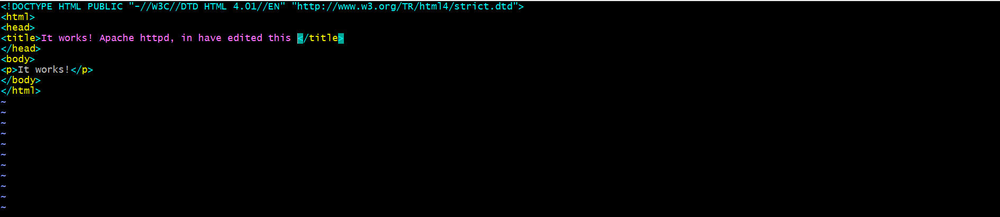 <!DOCTYPE HTML PUBLIC "-//W3C//DTD HTML 4.01//EN" "http://www.w3.org/TR/html4/strict.dtd">
<html>
<head>
<title>It works! Apache httpd, in have edited this </title>
</head>
<body>
<p>It works!</p>
</body>
</html>
~
~
~
~
~
~
~
~
~
~
~